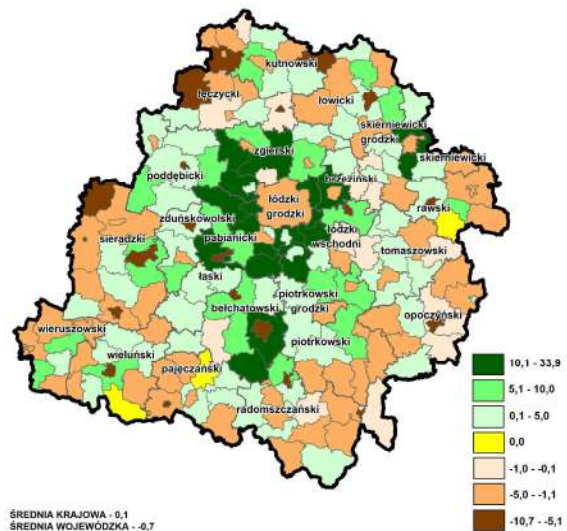 kutnowski
łęczycki
łowicki
skierniewicki
grodzki
skierniewicki
zgierski
brzeziński
poddębicki
łódzki
grodzki
rawski
zduńskowolski
sieradzki
pabianicki
łódzki
wschodni
tomaszowski
łaski
bełchatowski
piotrkowski
grodzki
opoczyński
wieruszowski
piotrkowski
wieluński
pajęczański
radomszczański
10,1 - 33,9
5,1 - 10,0
0,1 - 5,0
0,0
-1,0 - -0,1
-5,0 - -1,1
-10,7 - -5,1
ŚREDNIA KRAJOWA - 0,1
ŚREDNIA WOJEWÓDZKA - -0,7